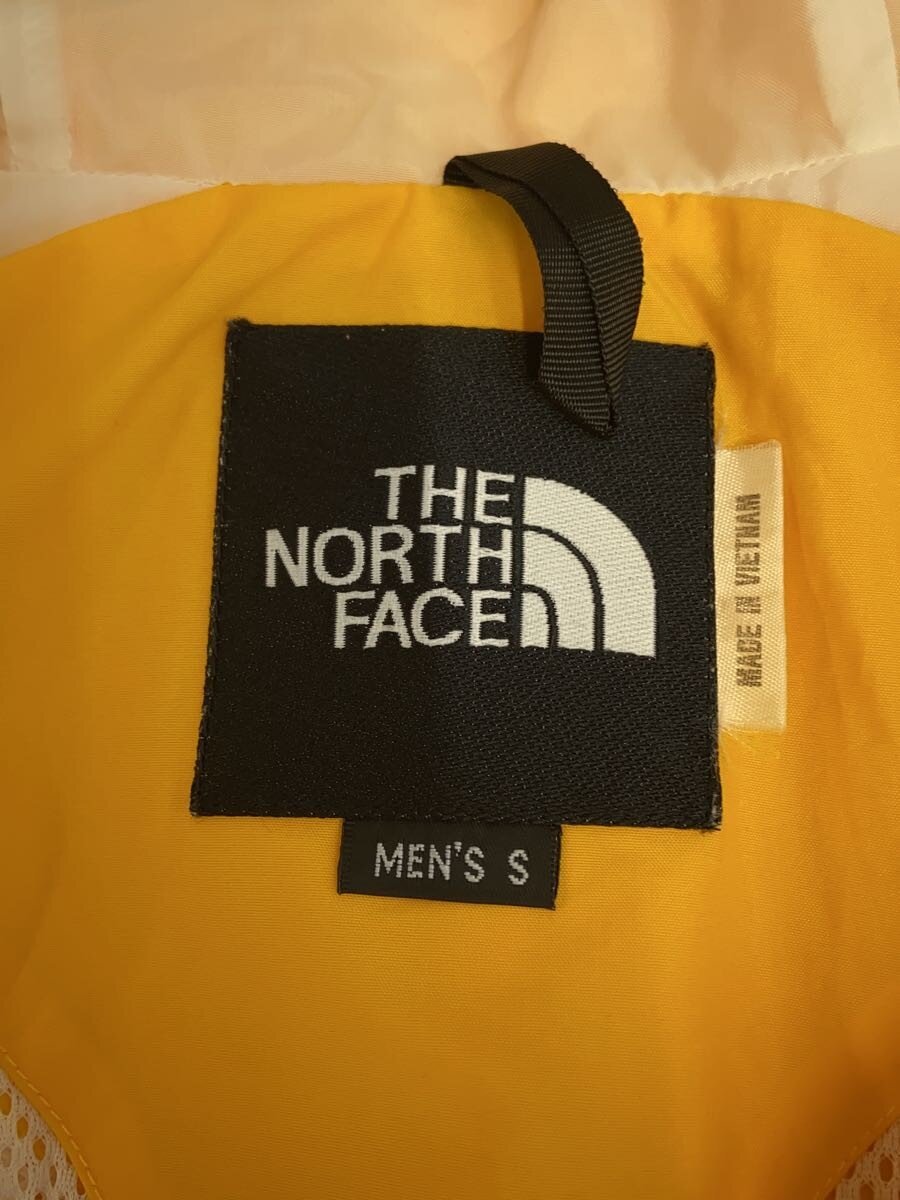 THE
NORTH
FACE
MADE IN VIETNAM
MEN'S S